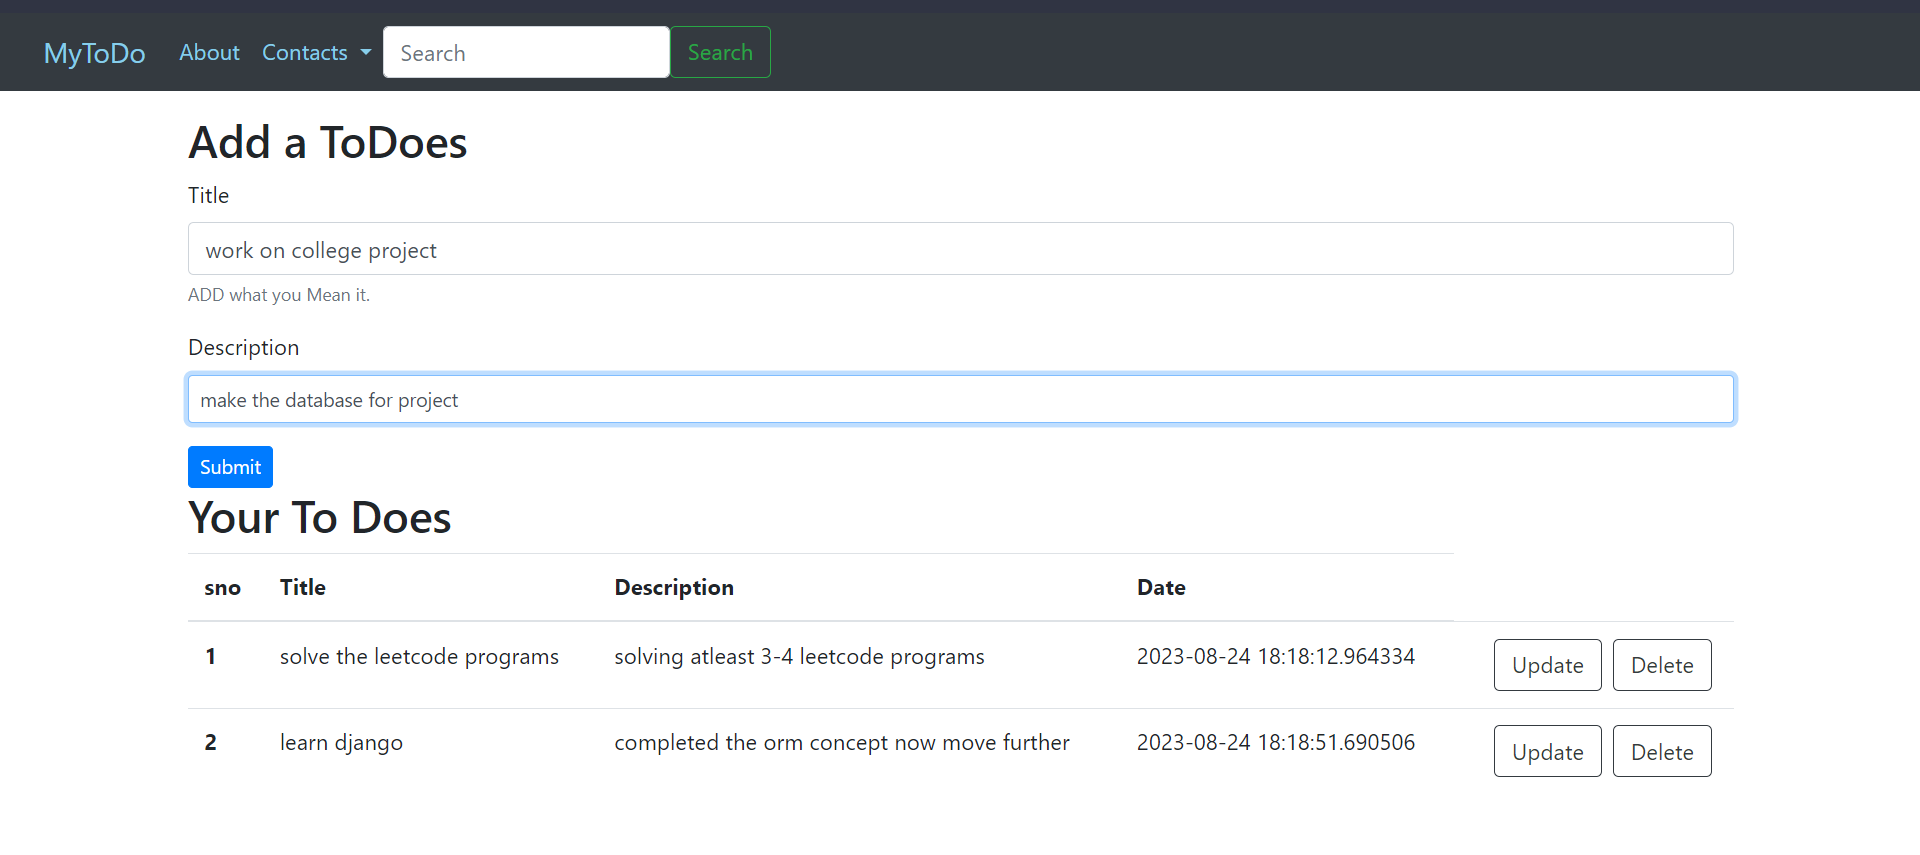 MyToDo About Contacts Search Search
Add a ToDoes
Title
work on college project
ADD what you Mean it.
Description
make the database for project
Submit
Your To Does
sno Title Description Date
1 solve the leetcode programs solving atleast 3-4 leetcode programs 2023-08-24 18:18:12.964334 Update Delete
2 learn django completed the orm concept now move further 2023-08-24 18:18:51.690506 Update Delete